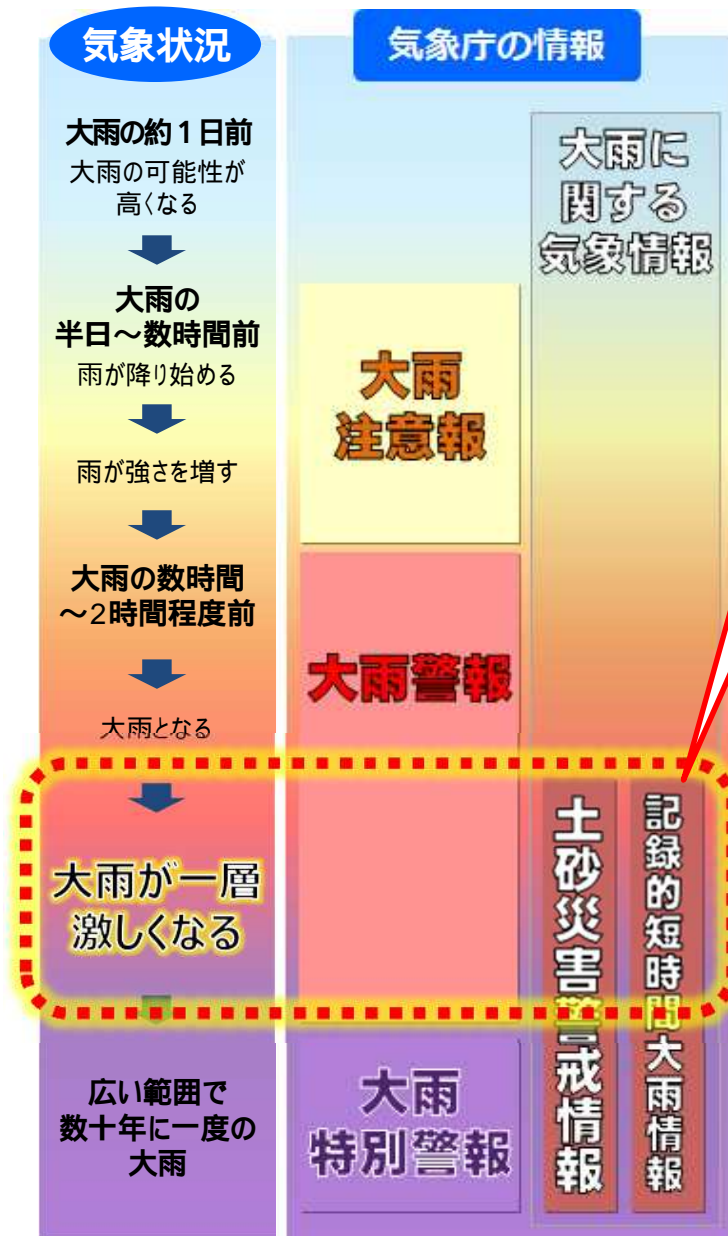 気象状況
気象庁の情報
大雨の約1日前
大雨の可能性が
高くなる
大雨の
半日～数時間前
雨が降り始める
雨が強さを増す
大雨の数時間
～2時間程度前
大雨となる
大雨が一層
激しくなる
広い範囲で
数十年に一度の
大雨
大雨
注意報
大雨警報
大雨
特別警報
大雨に
関する
気象情報
土砂災害警戒情報
記録的短時間大雨情報